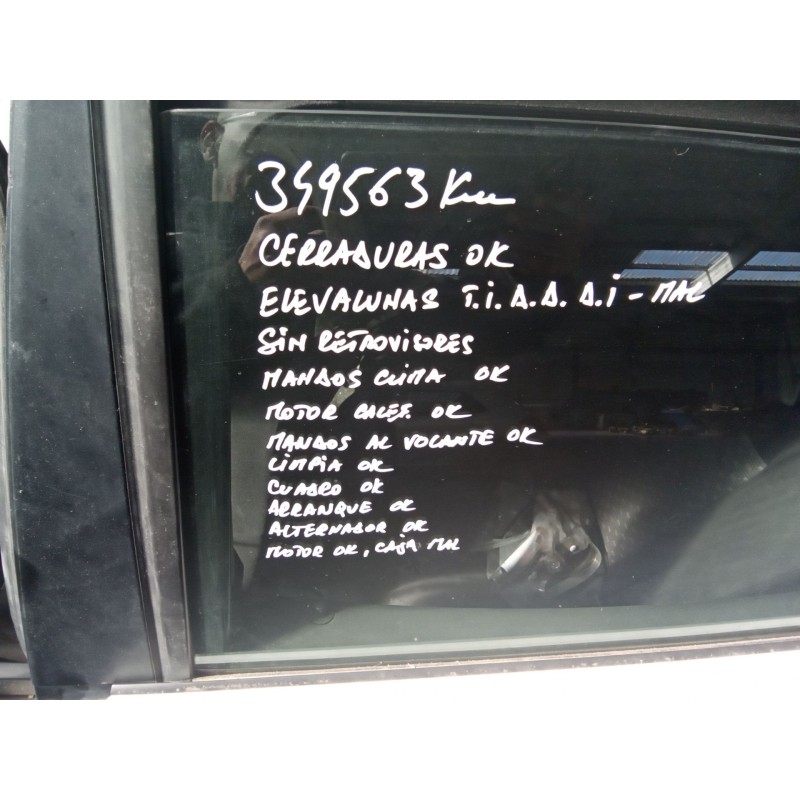 349563 Km
CERRADURAS OK
ELEVALUNAS T.i.D.D. D.i - MAL
SiN RETROVISORES
MANDOS CLIMA OK
MOTOR CALEF. OK
MANDOS AL VOLANTE OK
LIMPIA OK
CUADRO OK
ARRANQUE OK
ALTERNADOR OK
MOTOR OK, CAJA MAL